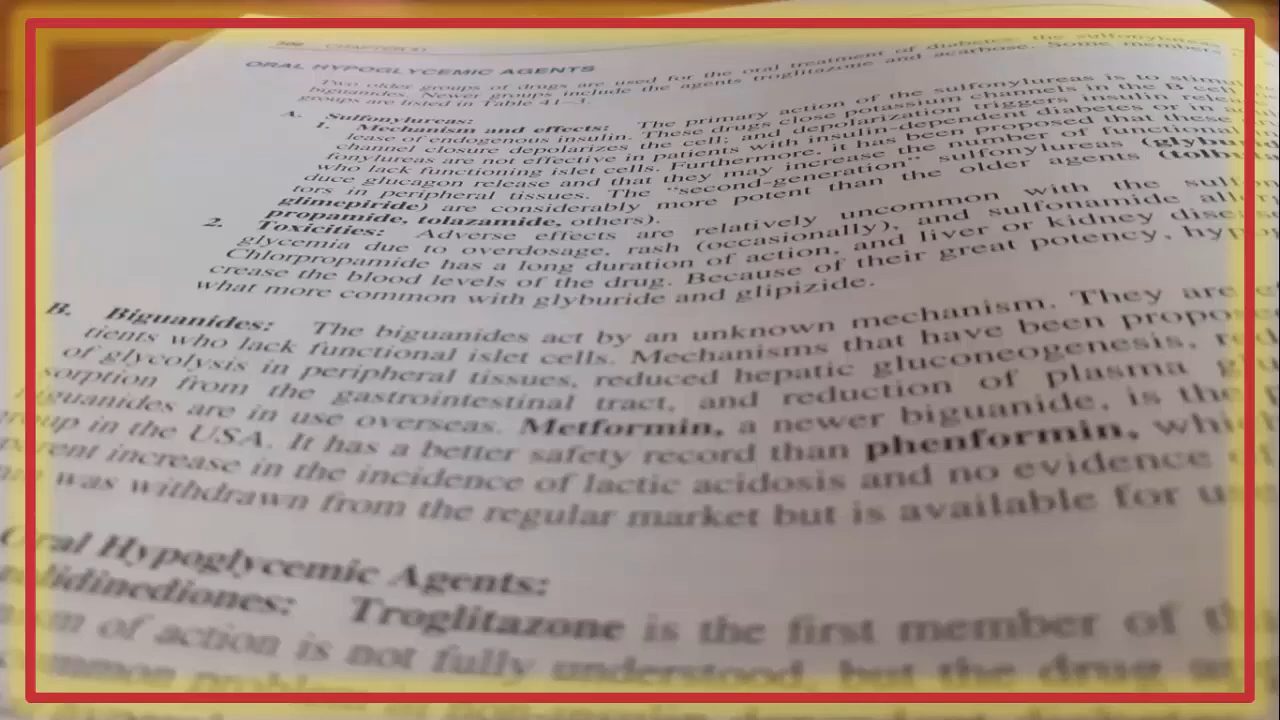 ORAL HYPOGLYCEMIC AGENTS
Two older groups of drugs are used for the oral treatment of diabetes, the sulfonylureas
biguanides. Newer groups include the agents troglitazone and acarbose. Some members
groups are listed in Table 41–3.
A. Sulfonylureas:
1. Mechanism and effects: The primary action of the sulfonylureas is to stimu
lease of endogenous insulin. These drugs close potassium channels in the B cell
channel closure depolarizes the cell; and depolarization triggers insulin relea
fonylureas are not effective in patients with insulin-dependent diabetes or
who lack functioning islet cells. Furthermore, it has been proposed that these
duce glucagon release and that they may increase the number of functional
tors in peripheral tissues. The "second-generation" sulfonylureas (glybu
glimepiride) are considerably more potent than the older agents (tolbu
propamide, tolazamide, others).
2. Toxicities: Adverse effects are relatively uncommon with the sulfon
glycemia due to overdosage, rash (occasionally), and sulfonamide aller
Chlorpropamide has a long duration of action, and liver or kidney disea
crease the blood levels of the drug. Because of their great potency, hypo
what more common with glyburide and glipizide.
B. Biguanides: The biguanides act by an unknown mechanism. They are
tients who lack functional islet cells. Mechanisms that have been propose
of glycolysis in peripheral tissues, reduced hepatic gluconeogenesis,
sorption from the gastrointestinal tract, and reduction of plasma
iguanides are in use overseas. Metformin, a newer biguanide, is the
roup in the USA. It has a better safety record than phenformin, which
parent increase in the incidence of lactic acidosis and no evidence
was withdrawn from the regular market but is available for
Oral Hypoglycemic Agents:
zolidinediones: Troglitazone is the first member of
nism of action is not fully understood, but the drug
common problem